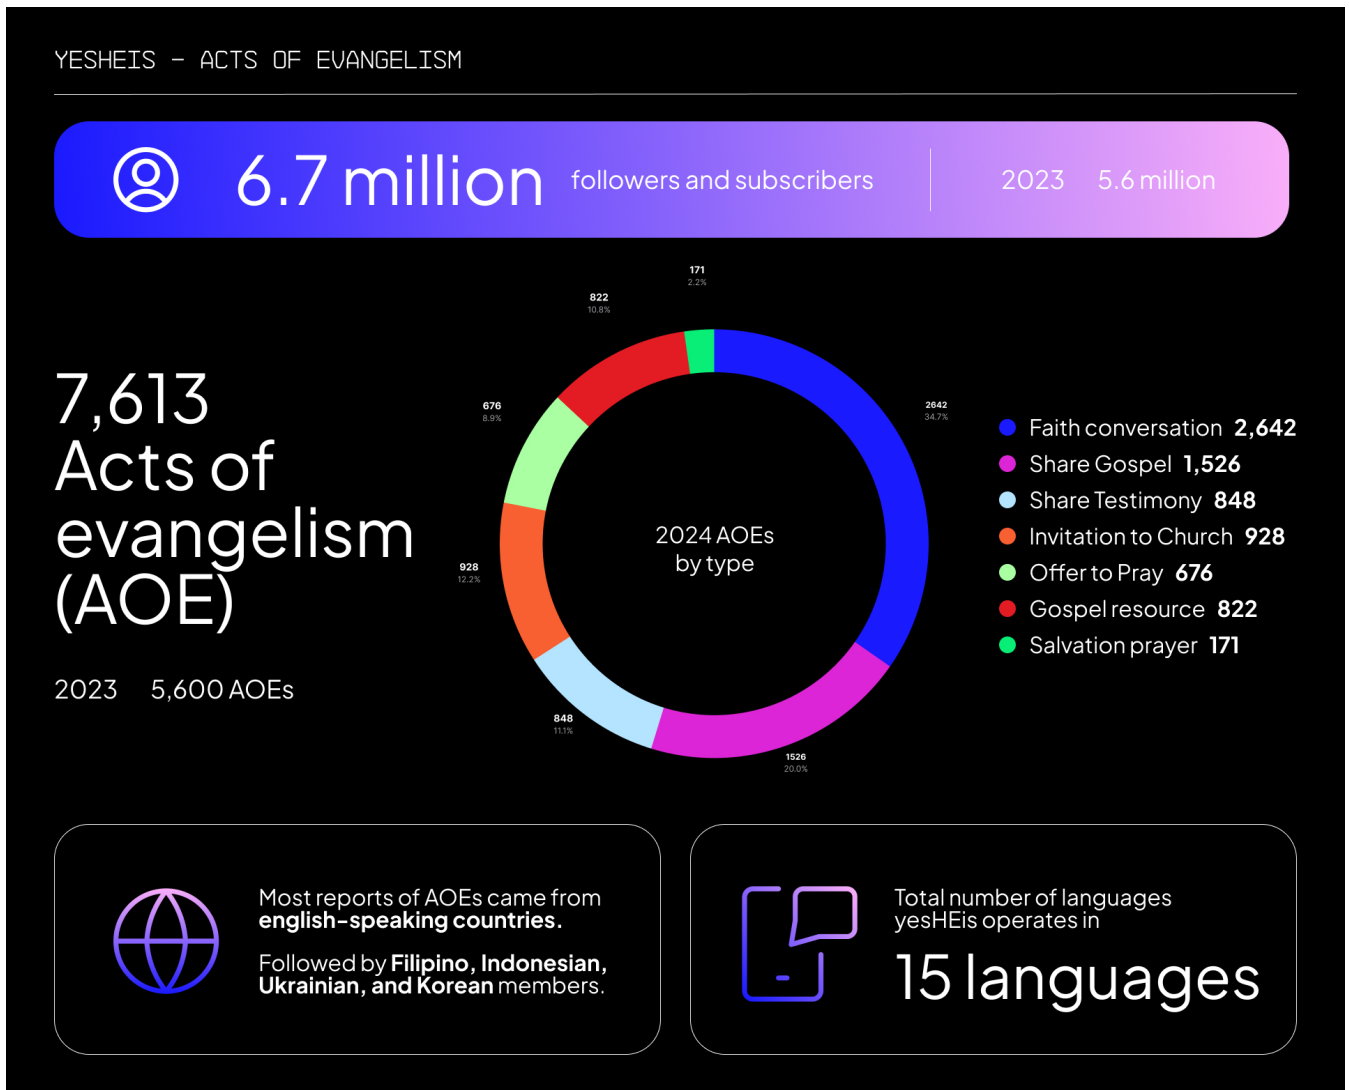 YESHEIS – ACTS OF EVANGELISM
6.7 million followers and subscribers 2023 5.6 million
7,613
Acts of
evangelism
(AOE)
2023 5,600 AOEs
171
2.2%
822
10.8%
676
8.9%
2642
34.7%
928
12.2%
848
11.1%
1526
20.0%
2024 AOEs
by type
Faith conversation 2,642
Share Gospel 1,526
Share Testimony 848
Invitation to Church 928
Offer to Pray 676
Gospel resource 822
Salvation prayer 171
Most reports of AOEs came from
english-speaking countries.
Followed by Filipino, Indonesian,
Ukrainian, and Korean members.
Total number of languages
yesHEis operates in
15 languages